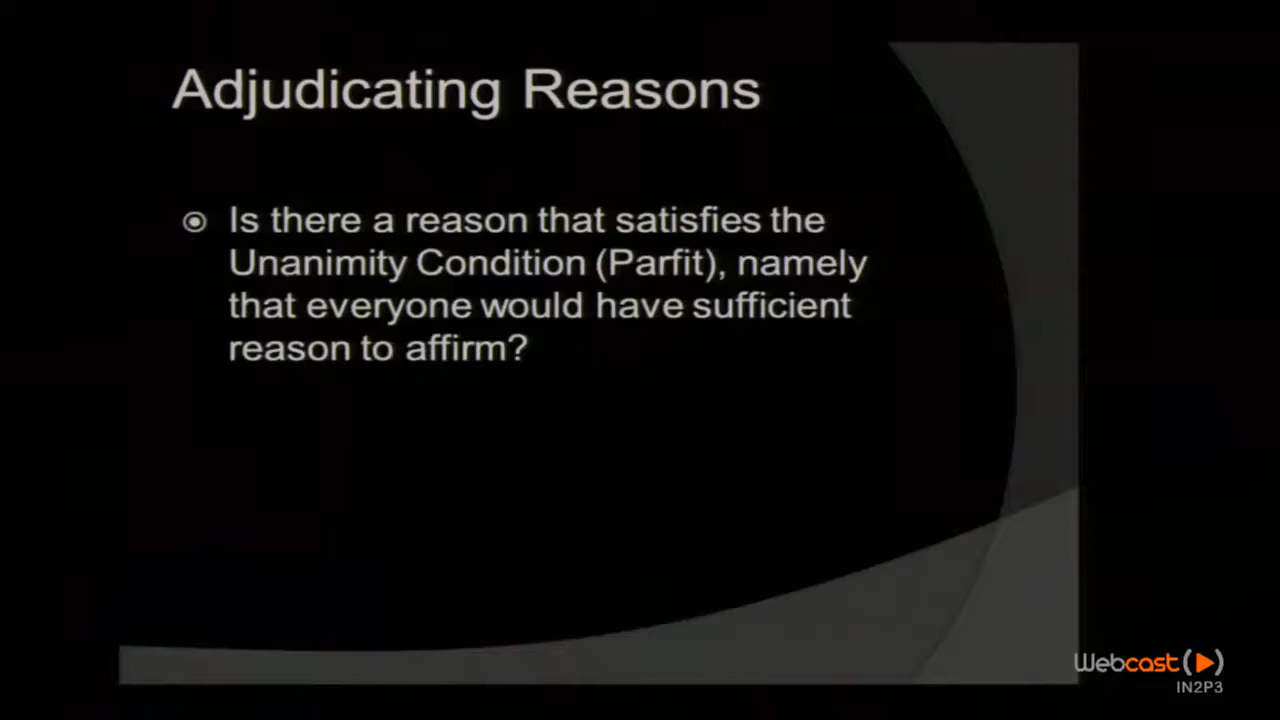 Adjudicating Reasons
Is there a reason that satisfies the
Unanimity Condition (Parfit), namely
that everyone would have sufficient
reason to affirm?
Webcast
IN2P3